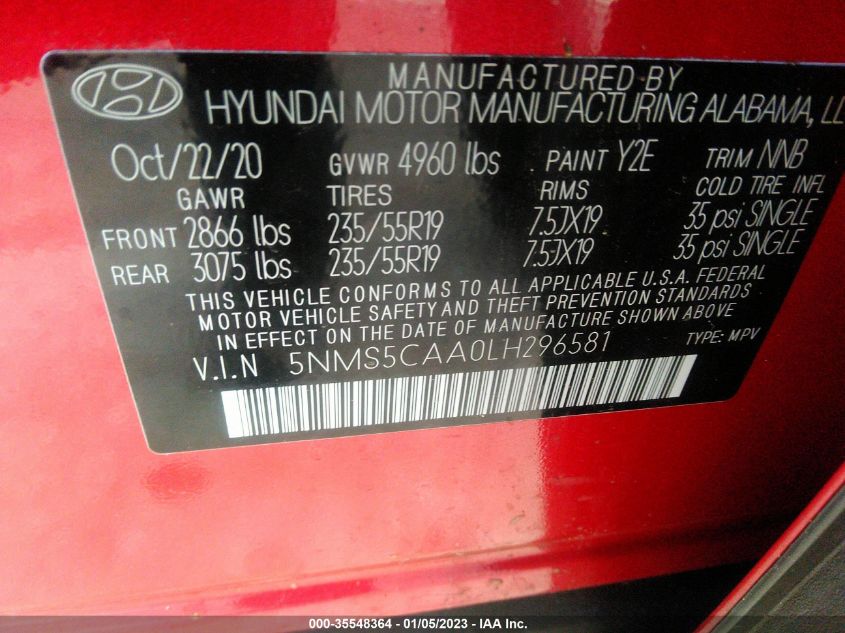 MANUFACTURED BY
HYUNDAI MOTOR MANUFACTURING ALABAMA, LL
Oct/22/20 GVWR 4960 lbs PAINT Y2E TRIM NNB
GAWR TIRES RIMS COLD TIRE INFL
FRONT 2866 lbs 235/55R19 7.5JX19 35 psi SINGLE
REAR 3075 lbs 235/55R19 7.5JX19 35 psi SINGLE
THIS VEHICLE CONFORMS TO ALL APPLICABLE U.S.A. FEDERAL
MOTOR VEHICLE SAFETY AND THEFT PREVENTION STANDARDS
IN EFFECT ON THE DATE OF MANUFACTURE SHOWN ABOVE
V.I.N 5NMS5CAA0LH296581 TYPE: MPV
000-35548364 - 01/05/2023 - IAA Inc.